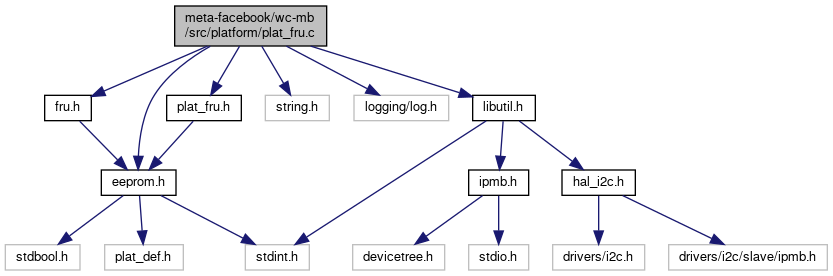 meta-facebook/wc-mb
/src/platform/plat_fru.c
fru.h
plat_fru.h
string.h
logging/log.h
libutil.h
eeprom.h
ipmb.h
hal_i2c.h
stdbool.h
plat_def.h
stdint.h
devicetree.h
stdio.h
drivers/i2c.h
drivers/i2c/slave/ipmb.h